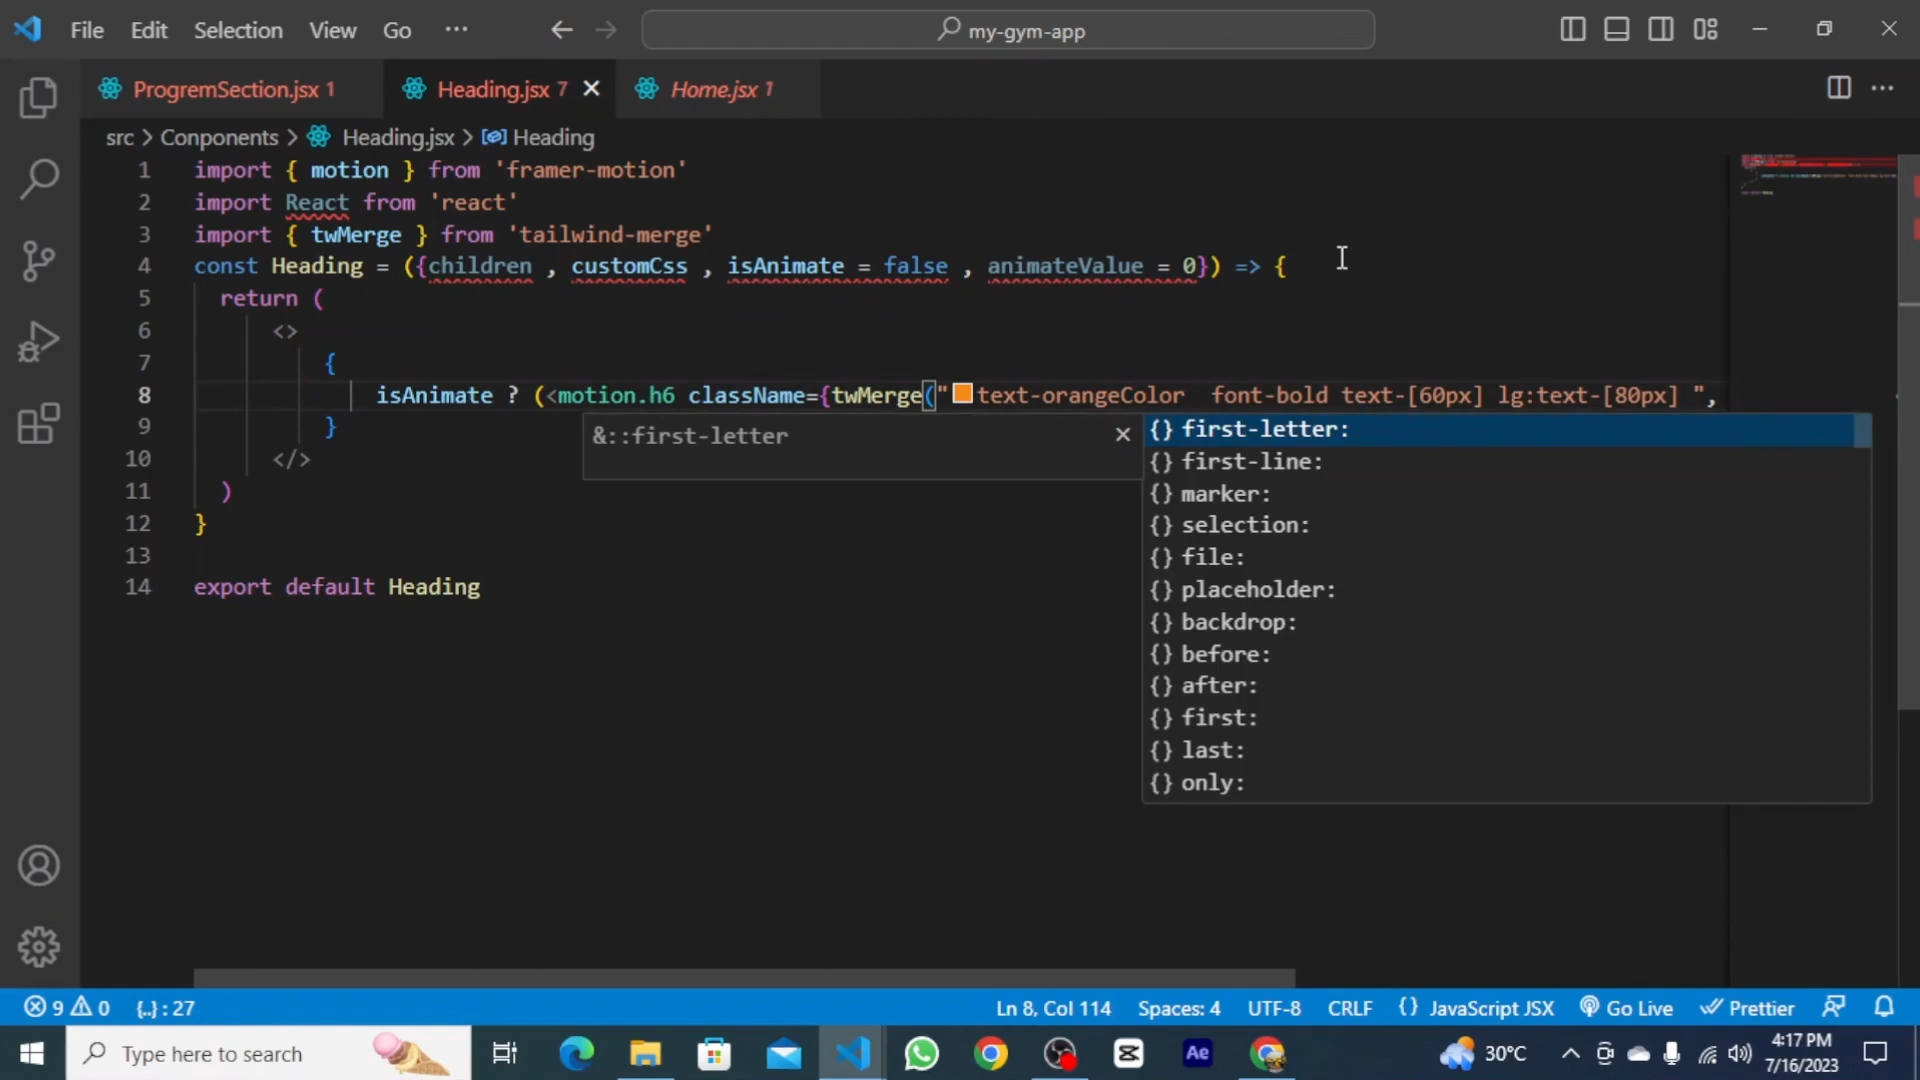 File Edit Selection View Go ... my-gym-app
ProgremSection.jsx 1 Heading.jsx 7 Home.jsx 1
src > Conponents > Heading.jsx > Heading
1 import { motion } from 'framer-motion'
2 import React from 'react'
3 import { twMerge } from 'tailwind-merge'
4 const Heading = ({children , customCss , isAnimate = false , animateValue = 0}) => {
5 return (
6 <>
7 {
8 isAnimate ? (<motion.h6 className={twMerge("text-orangeColor  font-bold text-[60px] lg:text-[80px] ",
9 }
10 </>
11 )
12 }
13
14 export default Heading
&::first-letter
{} first-letter:
{} first-line:
{} marker:
{} selection:
{} file:
{} placeholder:
{} backdrop:
{} before:
{} after:
{} first:
{} last:
{} only:
9 0 {..} : 27 Ln 8, Col 114 Spaces: 4 UTF-8 CRLF {} JavaScript JSX Go Live Prettier
Type here to search Ae 30°C 4:17 PM
7/16/2023